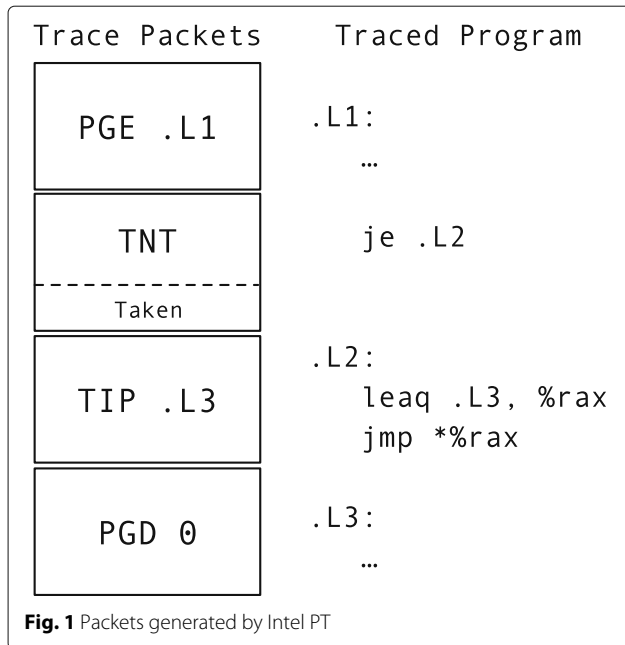 Trace Packets Traced Program
PGE .L1
.L1:
…
TNT
je .L2
Taken
TIP .L3
.L2:
leaq .L3, %rax
jmp *%rax
PGD 0
.L3:
…
Fig. 1 Packets generated by Intel PT